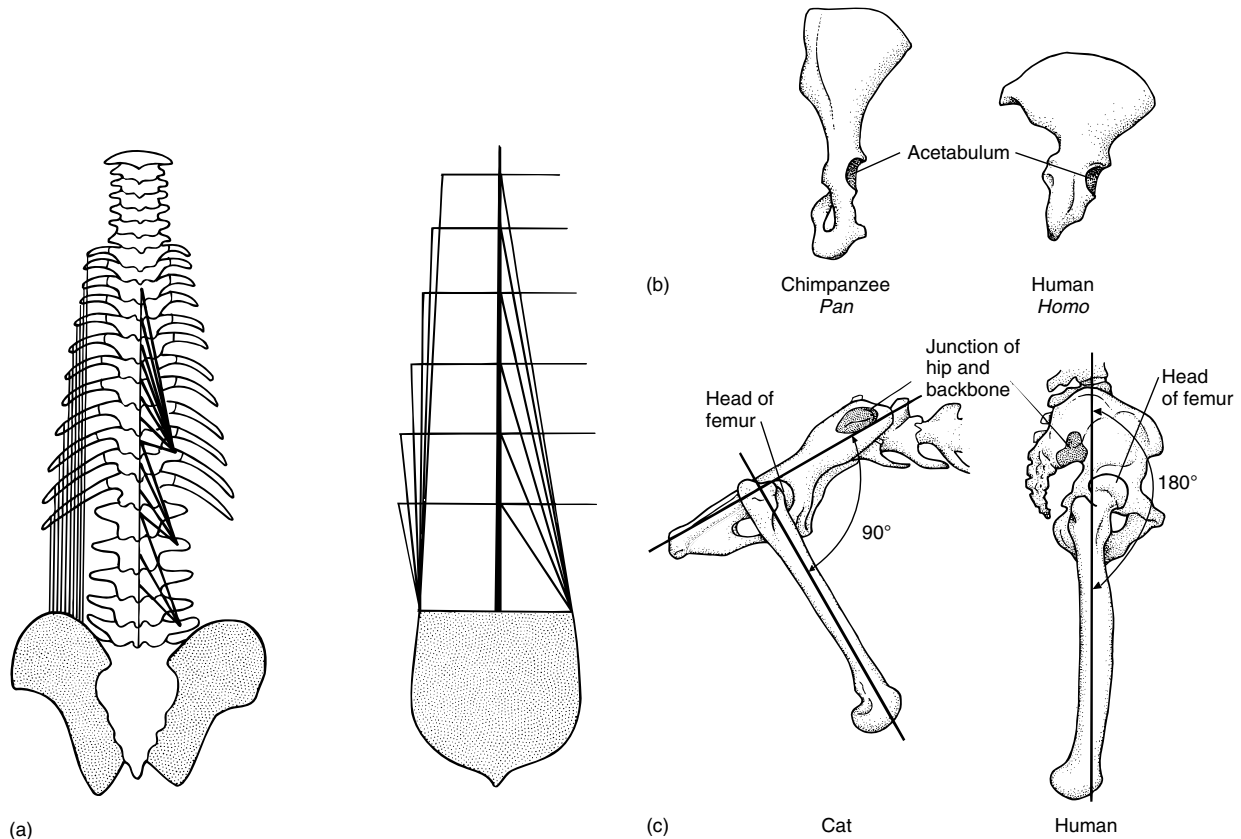 (a)
Acetabulum
(b)
Chimpanzee
Pan
Human
Homo
Junction of
hip and
backbone
Head of
femur
90°
Head
of femur
180°
(c)
Cat
Human